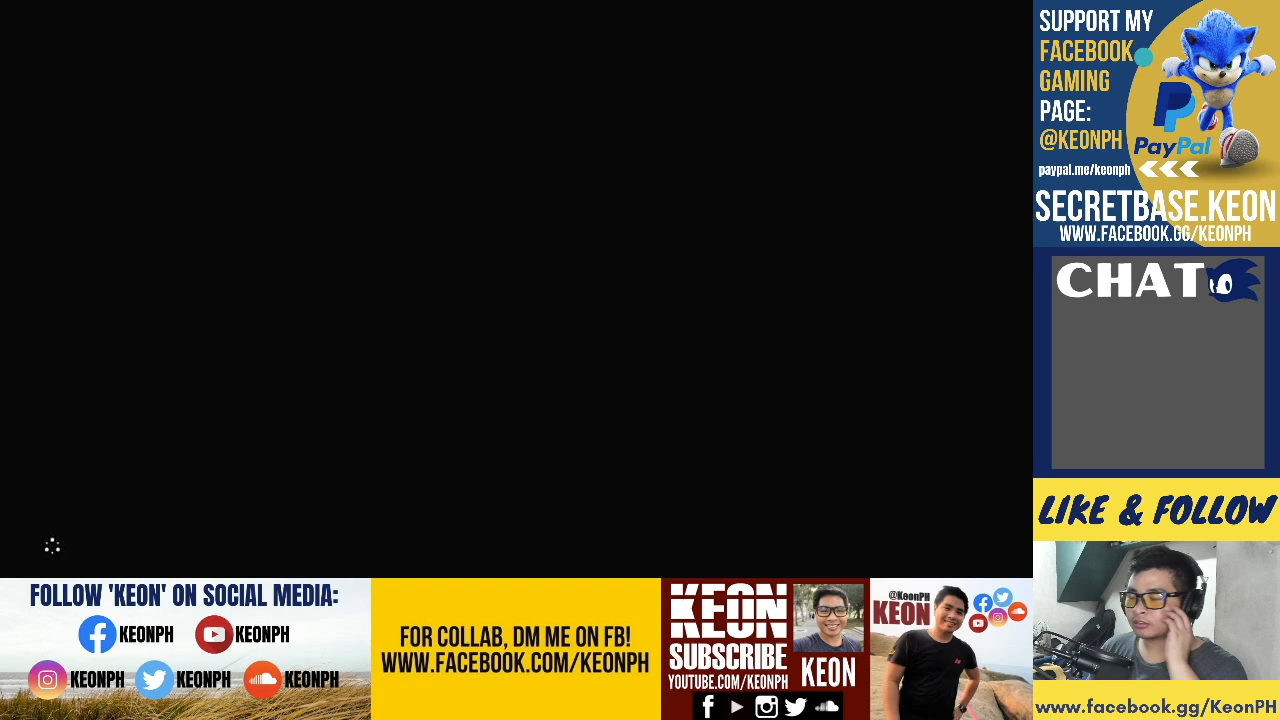 SUPPORT MY
FACEBOOK
GAMING
PAGE:
@KEONPH
PayPal
paypal.me/keonph
SECRETBASE.KEON
WWW.FACEBOOK.GG/KEONPH
CHAT
LIKE & FOLLOW
www.facebook.gg/KeonPH
FOLLOW 'KEON' ON SOCIAL MEDIA:
KEONPH
KEONPH
KEONPH
KEONPH
KEONPH
FOR COLLAB, DM ME ON FB!
WWW.FACEBOOK.COM/KEONPH
KEON
SUBSCRIBE
YOUTUBE.COM/KEONPH
KEON
@KeonPH
KEON